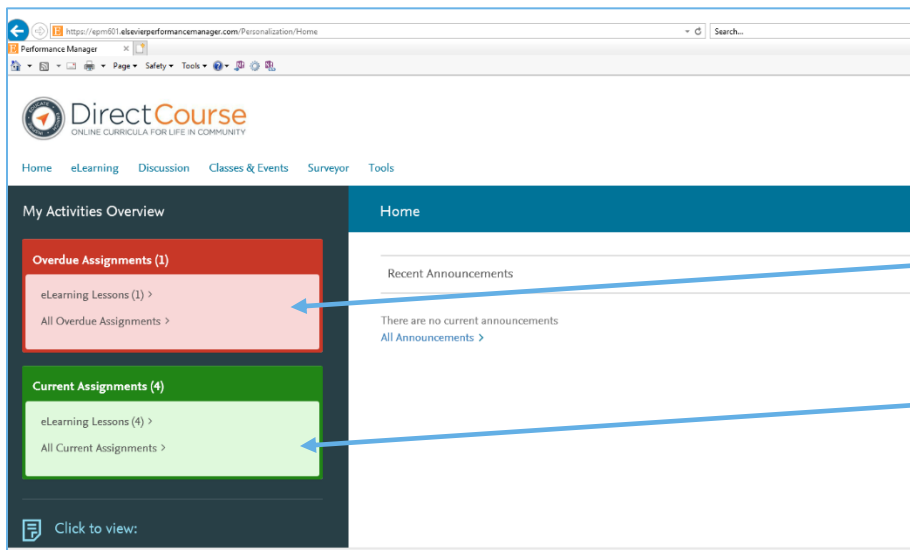 https://epm601.elsevierperformancemanager.com/Personalization/Home
Search...
Performance Manager
Page Safety Tools
DirectCourse
ONLINE CURRICULA FOR LIFE IN COMMUNITY
Home eLearning Discussion Classes & Events Surveyor Tools
My Activities Overview
Home
Overdue Assignments (1)
eLearning Lessons (1) >
All Overdue Assignments >
Recent Announcements
There are no current announcements
All Announcements >
Current Assignments (4)
eLearning Lessons (4) >
All Current Assignments >
Click to view: